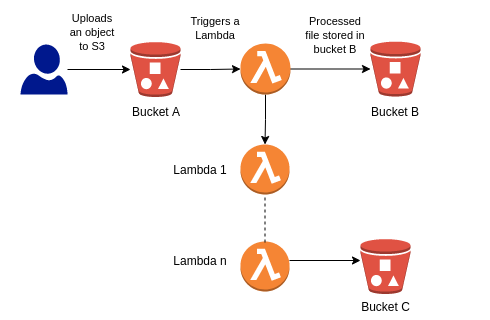 Uploads
an object
to S3
Triggers a
Lambda
Processed
file stored in
bucket B
Bucket A
Bucket B
Lambda 1
Lambda n
Bucket C